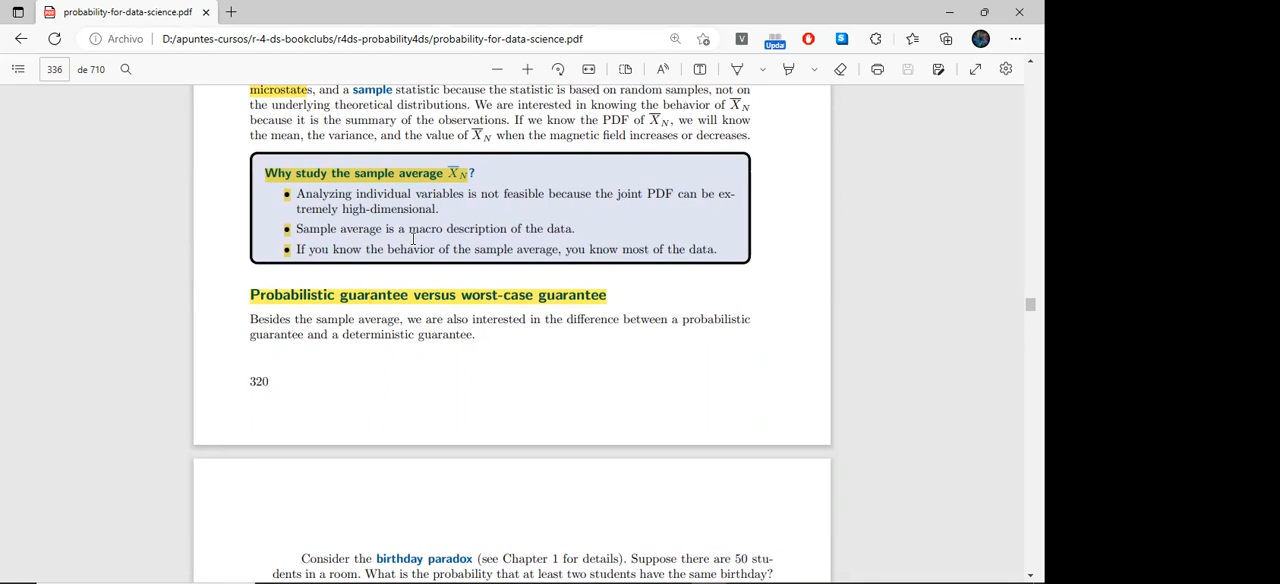 probability-for-data-science.pdf
Archivo D:/apuntes-cursos/r-4-ds-bookclubs/r4ds-probability4ds/probability-for-data-science.pdf
V
Updat
S
336 de 710
microstates, and a sample statistic because the statistic is based on random samples, not on
the underlying theoretical distributions. We are interested in knowing the behavior of X̅_N
because it is the summary of the observations. If we know the PDF of X̅_N, we will know
the mean, the variance, and the value of X̅_N when the magnetic field increases or decreases.
Why study the sample average X̅_N?
• Analyzing individual variables is not feasible because the joint PDF can be ex-
tremely high-dimensional.
• Sample average is a macro description of the data.
• If you know the behavior of the sample average, you know most of the data.
Probabilistic guarantee versus worst-case guarantee
Besides the sample average, we are also interested in the difference between a probabilistic
guarantee and a deterministic guarantee.
320
Consider the birthday paradox (see Chapter 1 for details). Suppose there are 50 stu-
dents in a room. What is the probability that at least two students have the same birthday?